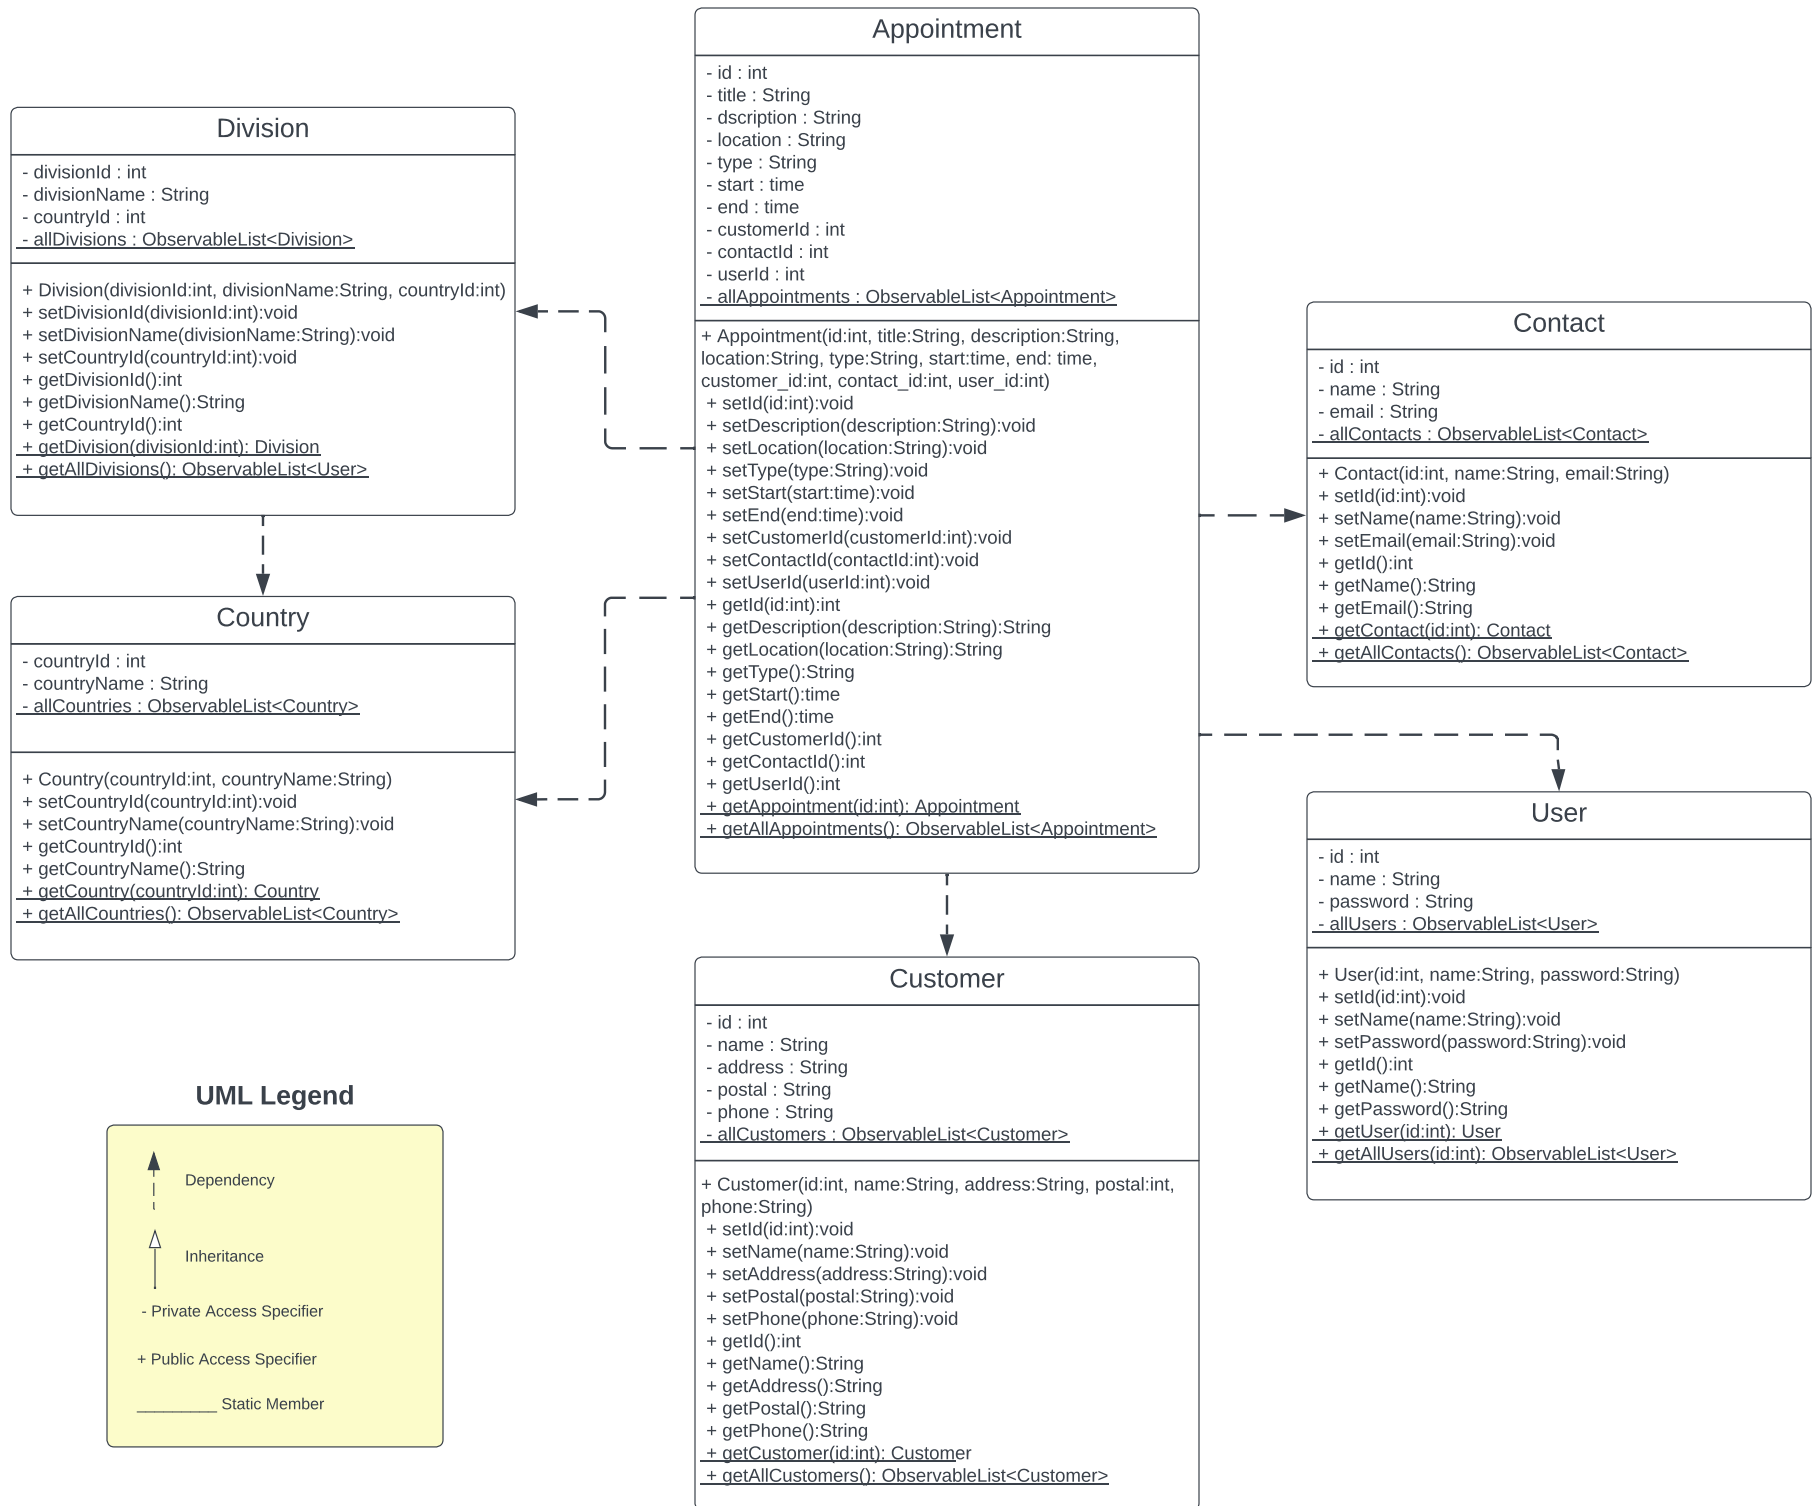 Appointment
- id : int
- title : String
- dscription : String
- location : String
- type : String
- start : time
- end : time
- customerId : int
- contactId : int
- userId : int
- allAppointments : ObservableList<Appointment>
+ Appointment(id:int, title:String, description:String,
location:String, type:String, start:time, end: time,
customer_id:int, contact_id:int, user_id:int)
+ setId(id:int):void
+ setDescription(description:String):void
+ setLocation(location:String):void
+ setType(type:String):void
+ setStart(start:time):void
+ setEnd(end:time):void
+ setCustomerId(customerId:int):void
+ setContactId(contactId:int):void
+ setUserId(userId:int):void
+ getId(id:int):int
+ getDescription(description:String):String
+ getLocation(location:String):String
+ getType():String
+ getStart():time
+ getEnd():time
+ getCustomerId():int
+ getContactId():int
+ getUserId():int
+ getAppointment(id:int): Appointment
+ getAllAppointments(): ObservableList<Appointment>
Division
- divisionId : int
- divisionName : String
- countryId : int
- allDivisions : ObservableList<Division>
+ Division(divisionId:int, divisionName:String, countryId:int)
+ setDivisionId(divisionId:int):void
+ setDivisionName(divisionName:String):void
+ setCountryId(countryId:int):void
+ getDivisionId():int
+ getDivisionName():String
+ getCountryId():int
+ getDivision(divisionId:int): Division
+ getAllDivisions(): ObservableList<User>
Contact
- id : int
- name : String
- email : String
- allContacts : ObservableList<Contact>
+ Contact(id:int, name:String, email:String)
+ setId(id:int):void
+ setName(name:String):void
+ setEmail(email:String):void
+ getId():int
+ getName():String
+ getEmail():String
+ getContact(id:int): Contact
+ getAllContacts(): ObservableList<Contact>
Country
- countryId : int
- countryName : String
- allCountries : ObservableList<Country>
+ Country(countryId:int, countryName:String)
+ setCountryId(countryId:int):void
+ setCountryName(countryName:String):void
+ getCountryId():int
+ getCountryName():String
+ getCountry(countryId:int): Country
+ getAllCountries(): ObservableList<Country>
User
- id : int
- name : String
- password : String
- allUsers : ObservableList<User>
+ User(id:int, name:String, password:String)
+ setId(id:int):void
+ setName(name:String):void
+ setPassword(password:String):void
+ getId():int
+ getName():String
+ getPassword():String
+ getUser(id:int): User
+ getAllUsers(id:int): ObservableList<User>
Customer
- id : int
- name : String
- address : String
- postal : String
- phone : String
- allCustomers : ObservableList<Customer>
+ Customer(id:int, name:String, address:String, postal:int,
phone:String)
+ setId(id:int):void
+ setName(name:String):void
+ setAddress(address:String):void
+ setPostal(postal:String):void
+ setPhone(phone:String):void
+ getId():int
+ getName():String
+ getAddress():String
+ getPostal():String
+ getPhone():String
+ getCustomer(id:int): Customer
+ getAllCustomers(): ObservableList<Customer>
UML Legend
Dependency
Inheritance
- Private Access Specifier
+ Public Access Specifier
_________ Static Member